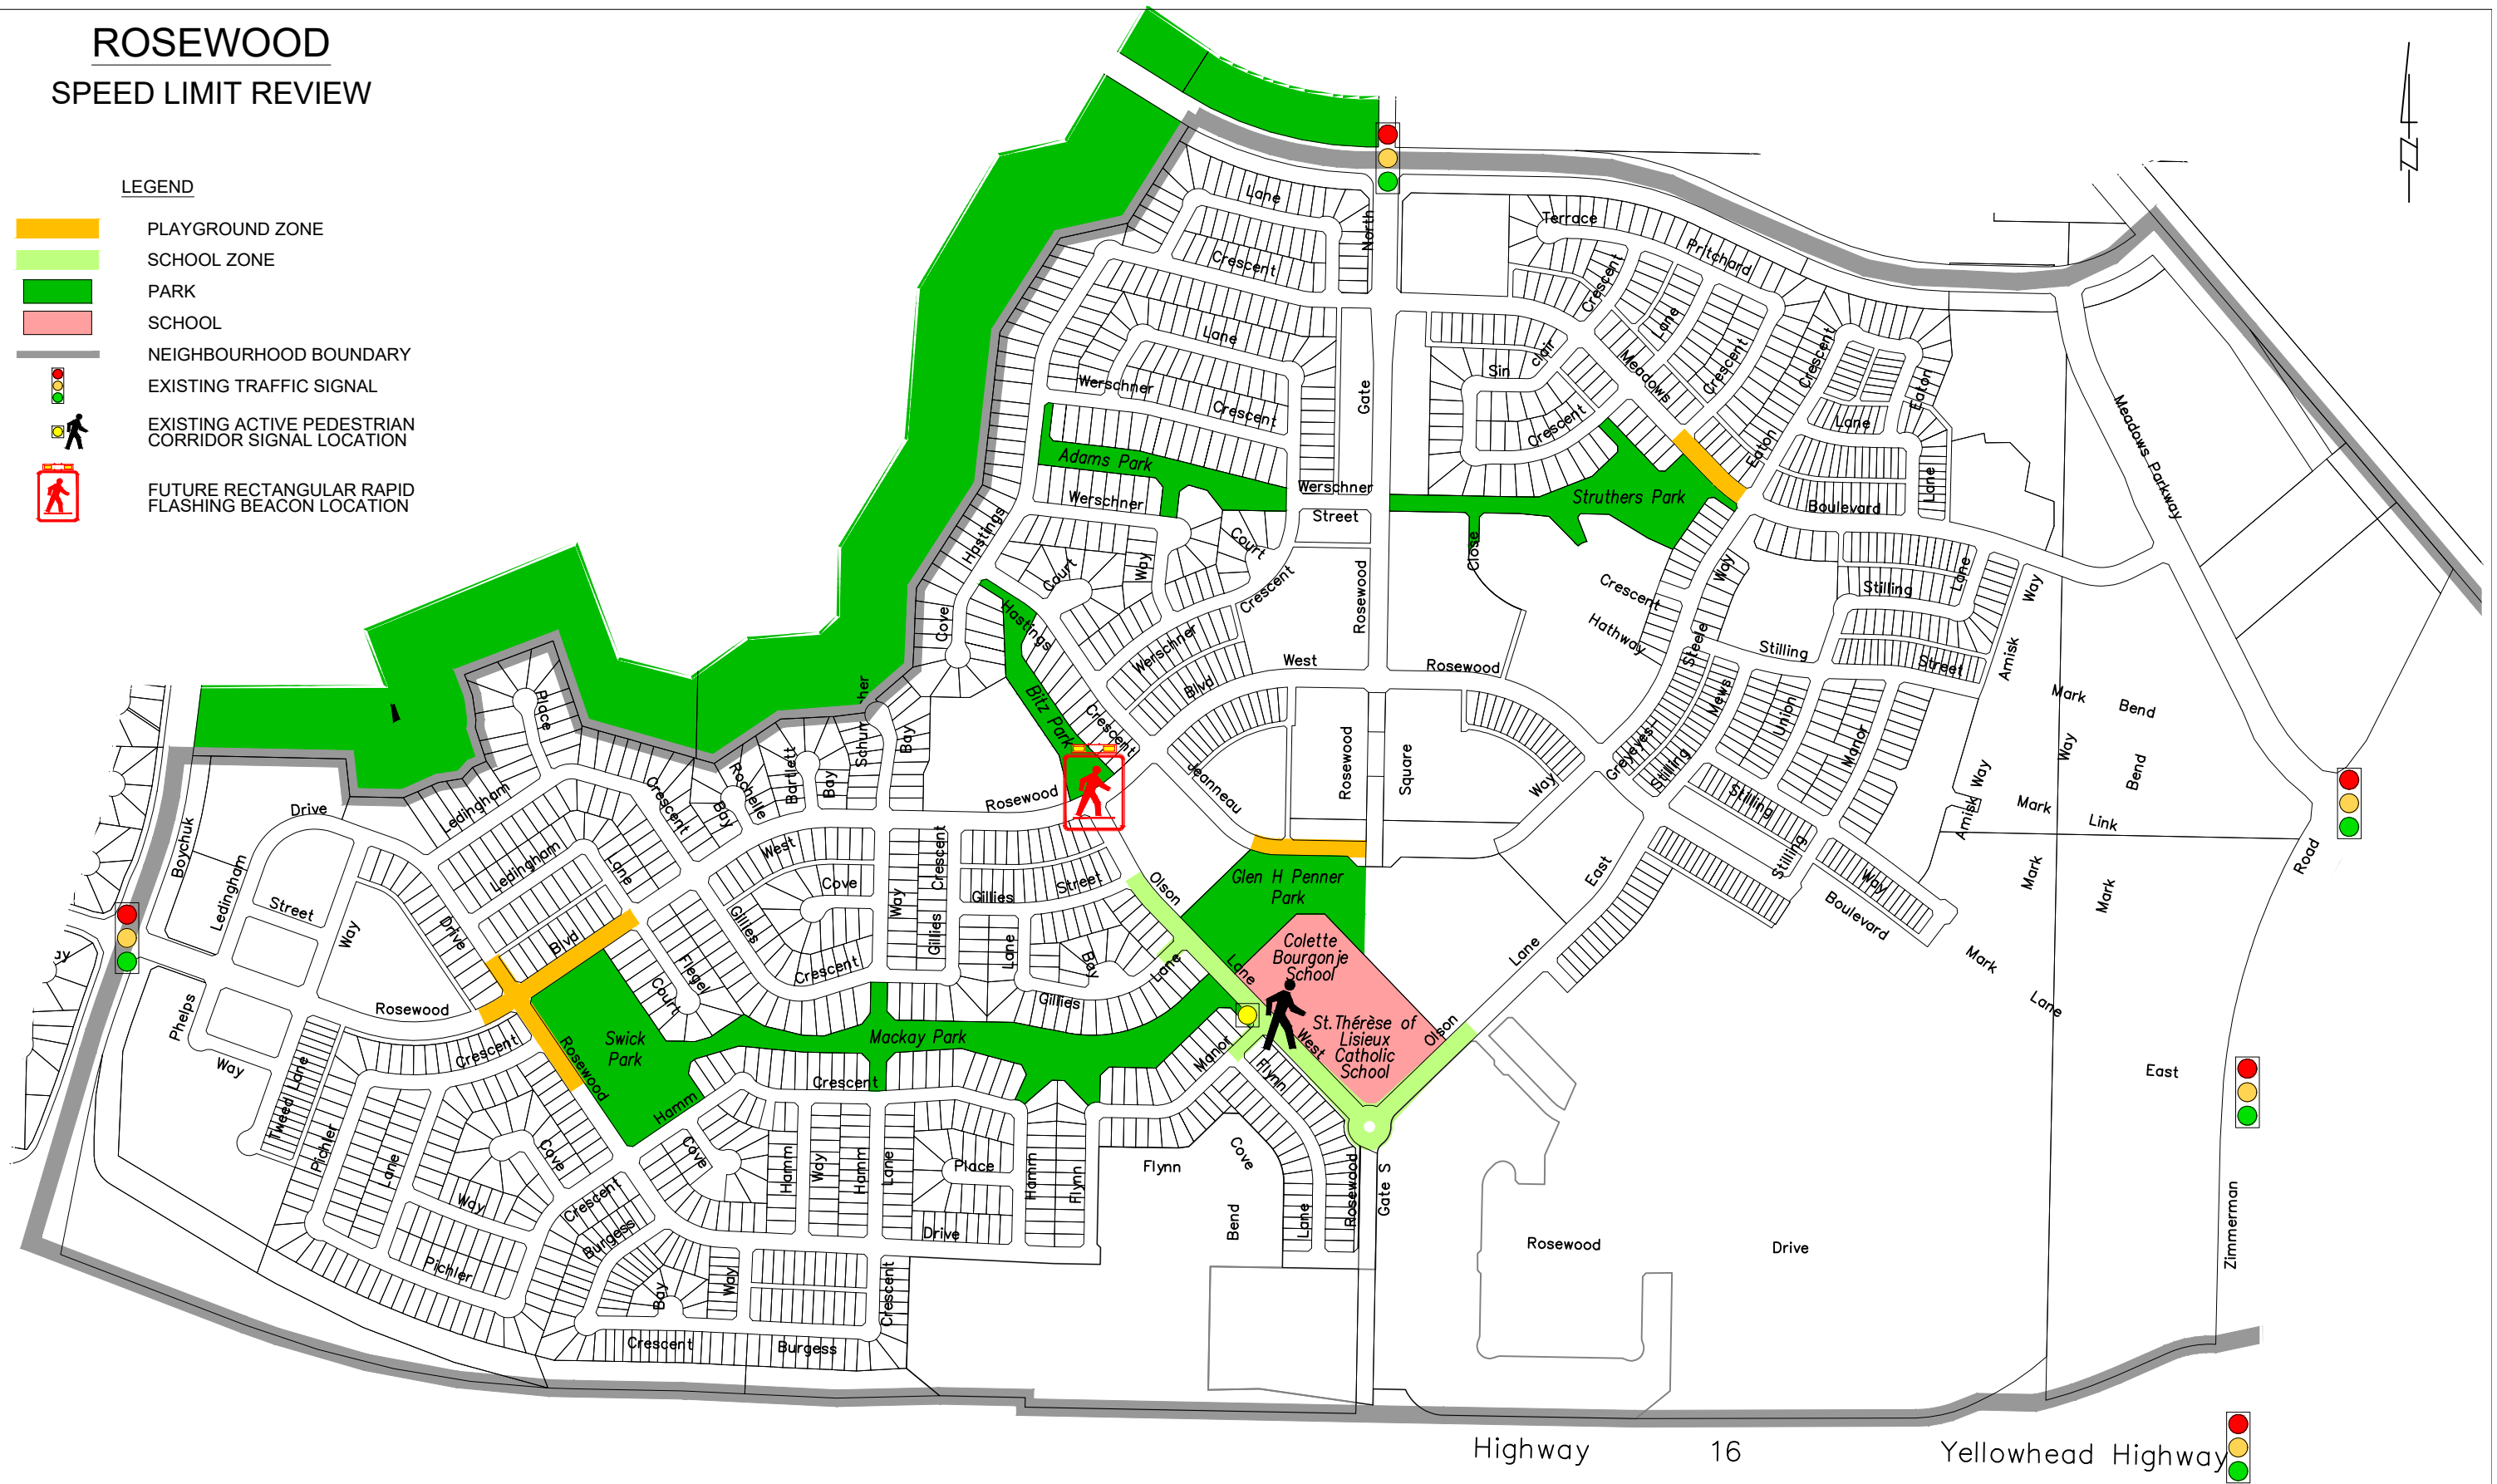 ROSEWOOD
SPEED LIMIT REVIEW
LEGEND
PLAYGROUND ZONE
SCHOOL ZONE
PARK
SCHOOL
NEIGHBOURHOOD BOUNDARY
EXISTING TRAFFIC SIGNAL
EXISTING ACTIVE PEDESTRIAN
CORRIDOR SIGNAL LOCATION
FUTURE RECTANGULAR RAPID
FLASHING BEACON LOCATION
N
Lane
North
Crescent
Terrace
Pritchard
Crescent
Lane
Lane
Meadows
Crescent
Crescent
Eaton
Lane
Werschner
Crescent
Gate
Sin
clair
Crescent
Eaton
Lane
Meadows Parkway
Adams Park
Werschner
Werschner
Street
Struthers Park
Boulevard
Hastings
Court
Court
Way
Close
Crescent
Crescent
Way
Stilling
Lane
Way
Cove
Hastings
Werschner
Rosewood
Hathway
Steele
Stilling
Street
Amisk
West
Rosewood
Blvd
Bitz Park
Crescent
Place
Bay
Mews
Union
Manor
Mark
Bend
Way
Bend
Mark
Link
Mark
Mark
Amisk Way
Rosewood
Square
Jeanneau
Way
Greyeyes-
Stilling
Stilling
Stilling
Way
Boulevard
Mark
Lane
East
Road
Zimmerman
Drive
Boychuk
Ledingham
Ledingham
Street
Way
Ledingham
Crescent
Lane
Rochelle
Bay
Bartlett
Bay
Rosewood
West
Cove
Way
Crescent
Gillies
Gillies
Street
Gillies
Crescent
Lane
Bay
Gillies
Lane
Olson
Lane
Glen H Penner
Park
Colette
Bourgonje
School
St.Thérèse of
Lisieux
Catholic
School
West
Olson
Lane
East
Drive
Blvd
Rosewood
Phelps
Way
Crescent
Swick
Park
Rosewood
Flegel
Court
Mackay Park
Hamm
Crescent
Manor
Flynn
Tweed Lane
Pichler
Lane
Way
Pichler
Cove
Crescent
Burgess
Cove
Hamm
Way
Hamm
Lane
Place
Drive
Hamm
Flynn
Flynn
Cove
Bend
Lane
Rosewood
Gate S
Rosewood
Drive
Bay
Way
Crescent
Crescent
Burgess
Highway
16
Yellowhead Highway